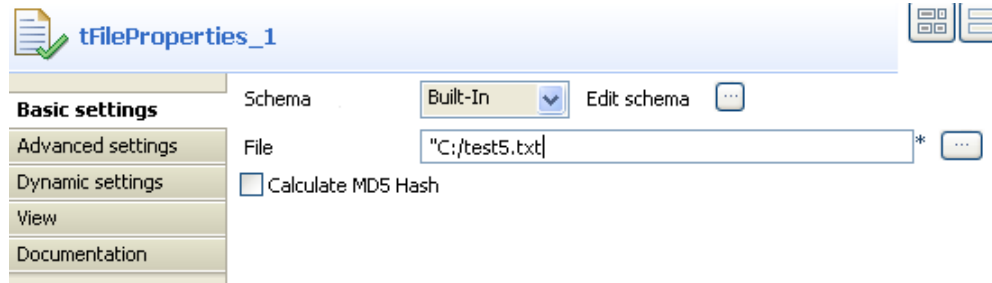 tFileProperties_1
Basic settings
Schema Built-In Edit schema ...
Advanced settings
File "C:/test5.txt * ...
Dynamic settings
Calculate MD5 Hash
View
Documentation